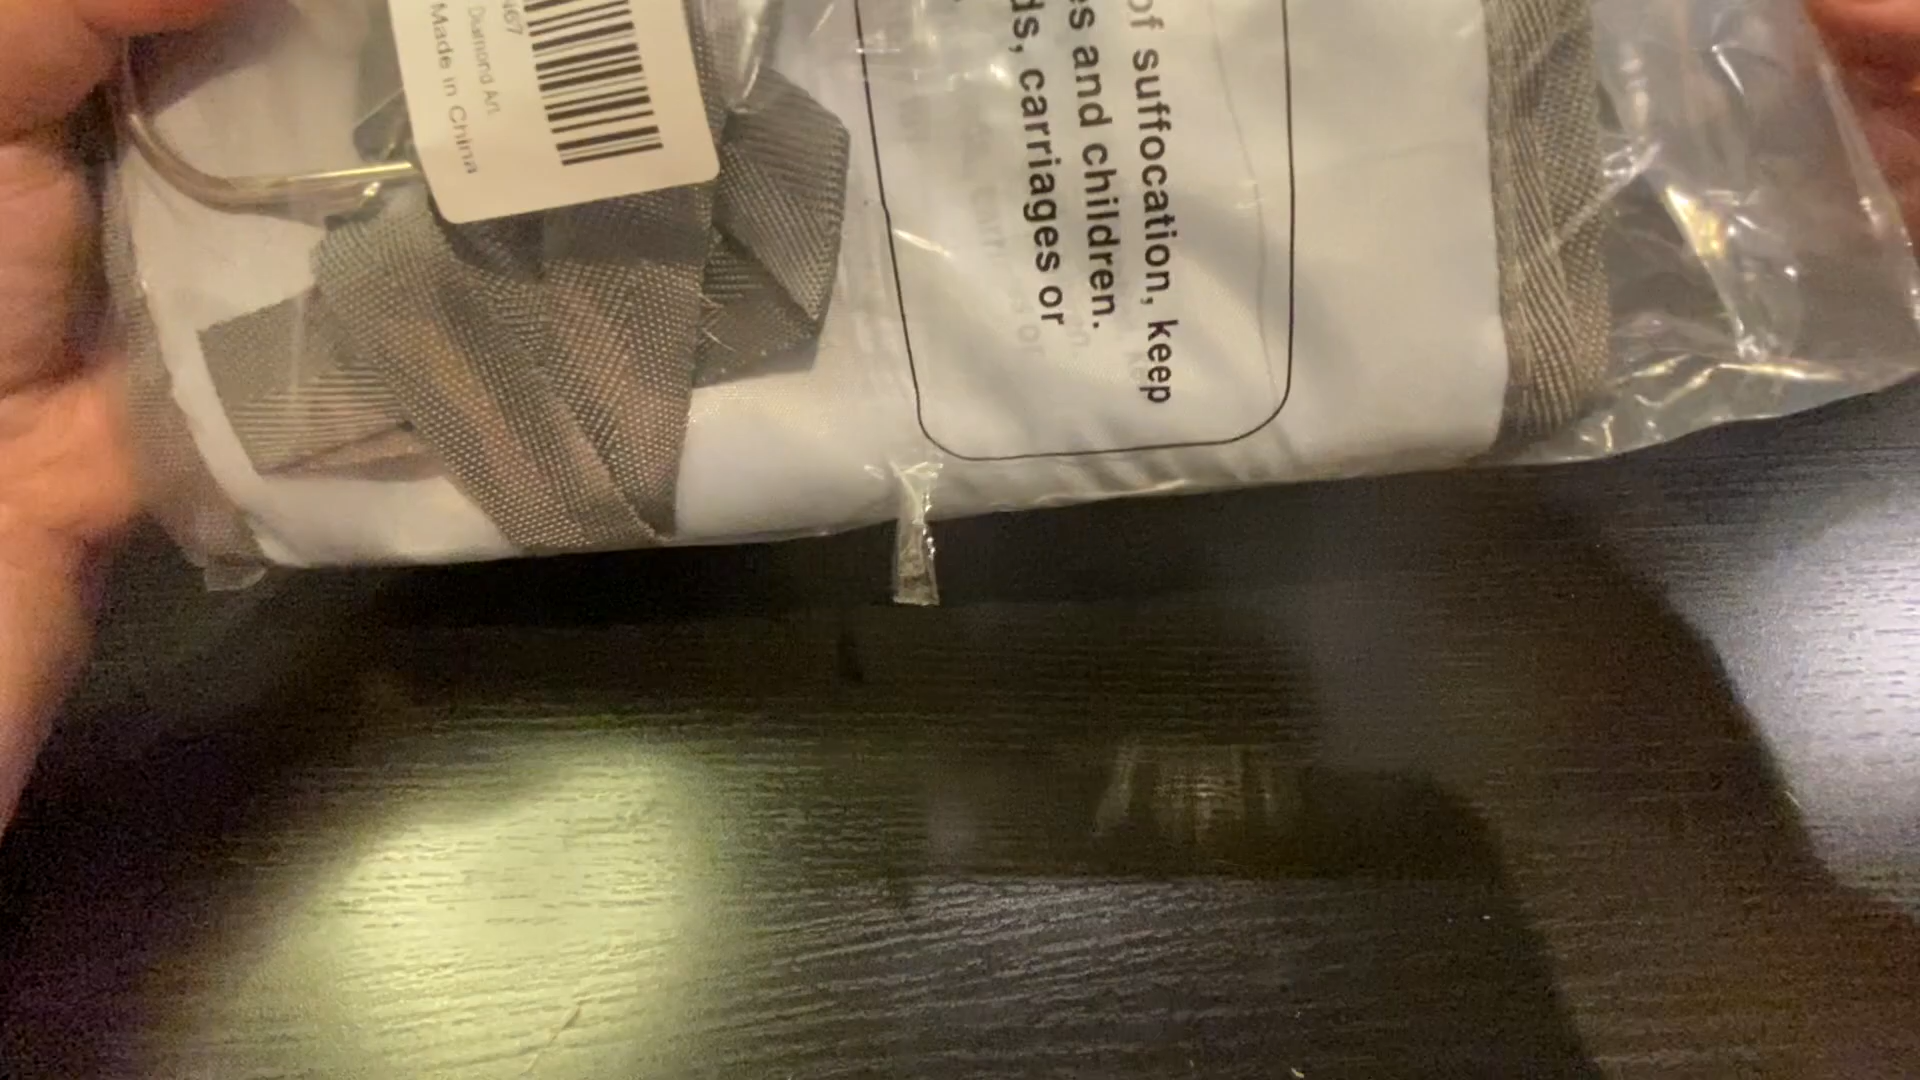 467
Diamond Art
Made in China
of suffocation, keep
es and children.
ds, carriages or